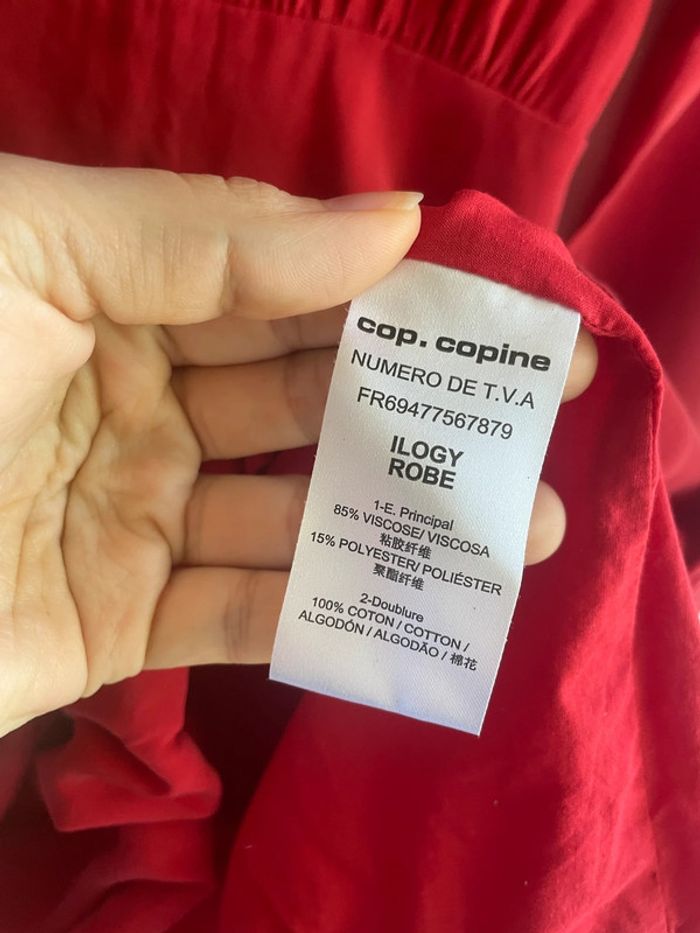 cop. copine
NUMERO DE T.V.A
FR69477567879
ILOGY
ROBE
1-E. Principal
85% VISCOSE/ VISCOSA
粘胶纤维
15% POLYESTER/ POLIÉSTER
聚酯纤维
2-Doublure
100% COTON / COTTON /
ALGODÓN / ALGODÃO / 棉花